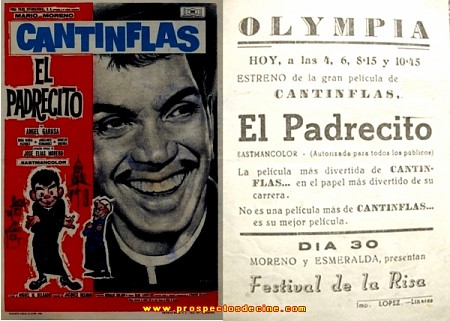 MARIO MORENO
CANTINFLAS
EL
PADRECITO
ANGEL GARASA
JOSE ELIAS MORENO
EASTMANCOLOR
OLYMPIA
HOY, a las 4, 6, 8·15 y 10·45
ESTRENO de la gran película de
CANTINFLAS,
El Padrecito
EASTMANCOLOR - (Autorizada para todos los públicos)
La película más divertida de CANTIN-
FLAS... en el papel más divertido de su
carrera.
No es una película más de CANTINFLAS...
es su mejor película.
DIA 30
MORENO y ESMERALDA, presentan
Festival de la Risa
Imp. LOPEZ.-Linares
www.prospectosdecine.com